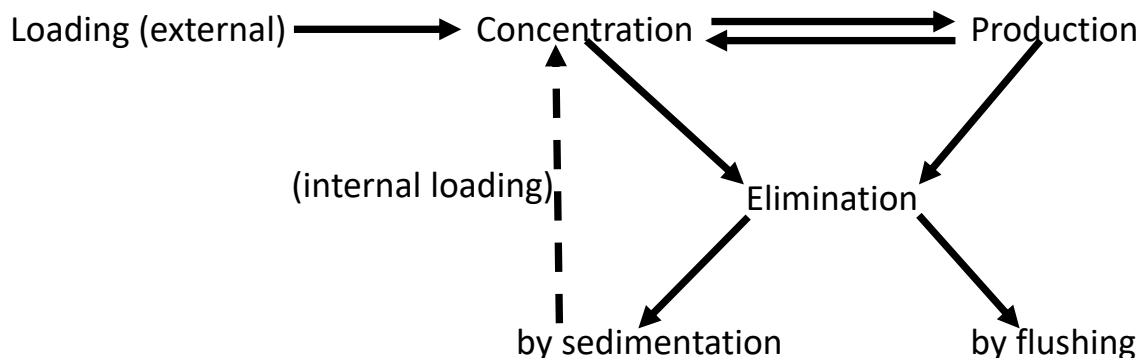 Loading (external)
Concentration
Production
(internal loading)
Elimination
by sedimentation
by flushing